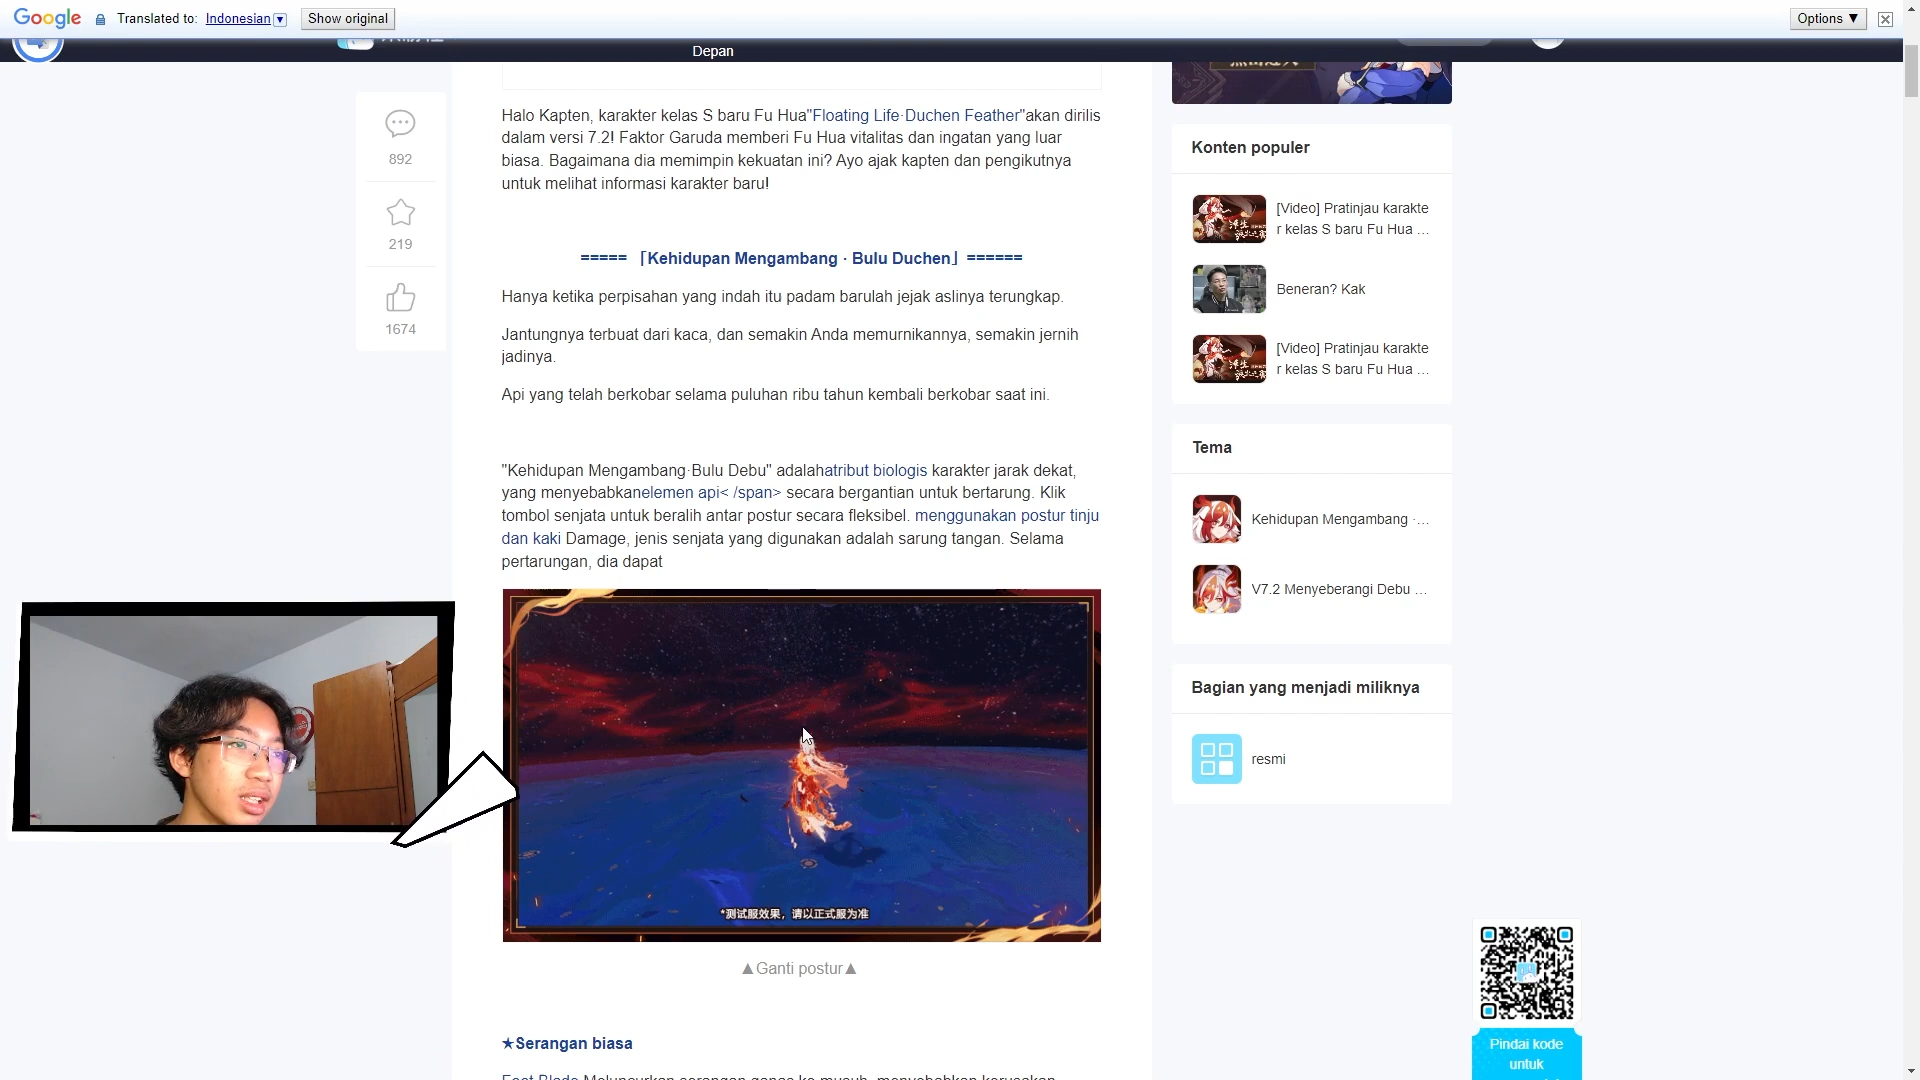 Google Translated to: Indonesian ▼ Show original Options ▼
Depan
892
219
1674
Halo Kapten, karakter kelas S baru Fu Hua"Floating Life·Duchen Feather"akan dirilis
dalam versi 7.2! Faktor Garuda memberi Fu Hua vitalitas dan ingatan yang luar
biasa. Bagaimana dia memimpin kekuatan ini? Ayo ajak kapten dan pengikutnya
untuk melihat informasi karakter baru!
===== 「Kehidupan Mengambang · Bulu Duchen」 ======
Hanya ketika perpisahan yang indah itu padam barulah jejak aslinya terungkap.
Jantungnya terbuat dari kaca, dan semakin Anda memurnikannya, semakin jernih
jadinya.
Api yang telah berkobar selama puluhan ribu tahun kembali berkobar saat ini.
"Kehidupan Mengambang·Bulu Debu" adalahatribut biologis karakter jarak dekat,
yang menyebabkanelemen api< /span> secara bergantian untuk bertarung. Klik
tombol senjata untuk beralih antar postur secara fleksibel. menggunakan postur tinju
dan kaki Damage, jenis senjata yang digunakan adalah sarung tangan. Selama
pertarungan, dia dapat
*测试服效果，请以正式服为准
▲Ganti postur▲
★Serangan biasa
Foot Blade Meluncurkan serangan ganas ke musuh, menyebabkan kerusakan
Konten populer
[Video] Pratinjau karakte
r kelas S baru Fu Hua ...
Beneran? Kak
[Video] Pratinjau karakte
r kelas S baru Fu Hua ...
Tema
Kehidupan Mengambang ·...
V7.2 Menyeberangi Debu ...
Bagian yang menjadi miliknya
resmi
Pindai kode
untuk